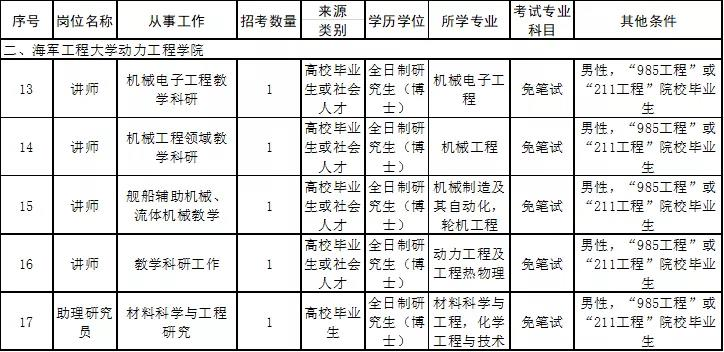 序号 岗位名称 从事工作 招考数量 来源类别 学历学位 所学专业 考试专业科目 其他条件
二、海军工程大学动力工程学院
13 讲师 机械电子工程教学科研 1 高校毕业生或社会人才 全日制研究生（博士） 机械电子工程 免笔试 男性，“985工程”或“211工程”院校毕业生
14 讲师 机械工程领域教学科研 1 高校毕业生或社会人才 全日制研究生（博士） 机械工程 免笔试 男性，“985工程”或“211工程”院校毕业生
15 讲师 舰船辅助机械、流体机械教学 1 高校毕业生或社会人才 全日制研究生（博士） 机械制造及其自动化，轮机工程 免笔试 男性，“985工程”或“211工程”院校毕业生
16 讲师 教学科研工作 1 高校毕业生或社会人才 全日制研究生（博士） 动力工程及工程热物理 免笔试 男性，“985工程”或“211工程”院校毕业生
17 助理研究员 材料科学与工程研究 1 高校毕业生 全日制研究生（博士） 材料科学与工程，化学工程与技术 免笔试 男性，“985工程”或“211工程”院校毕业生